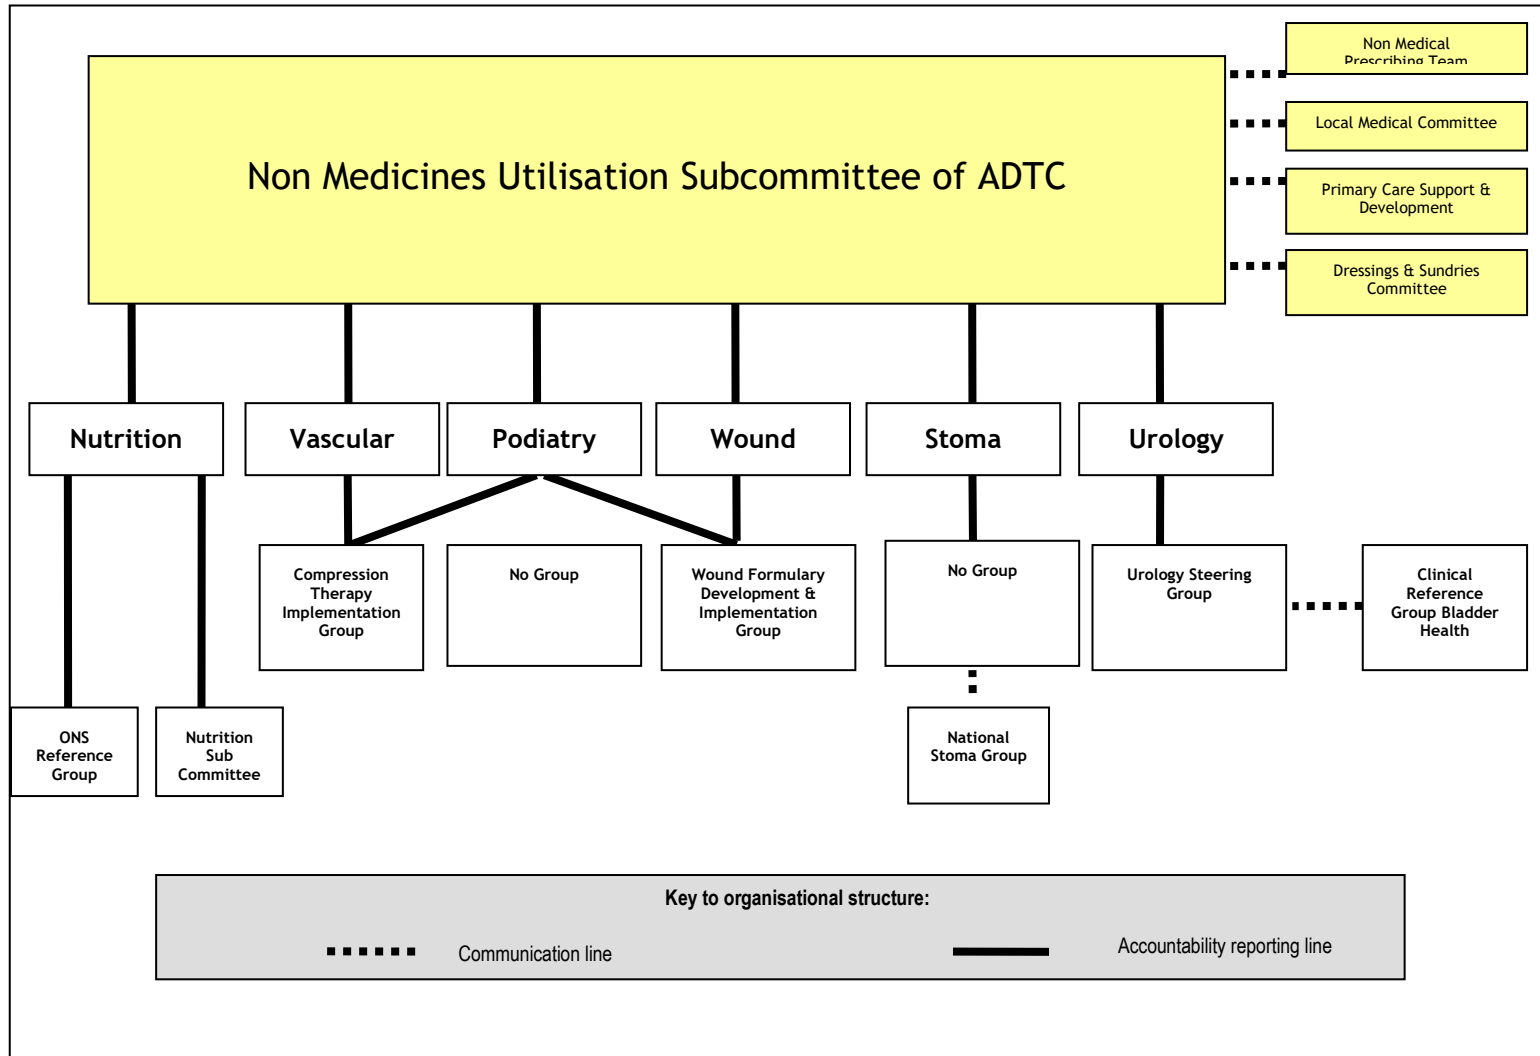 Non Medical
Prescribing Team
Local Medical Committee
Non Medicines Utilisation Subcommittee of ADTC
Primary Care Support &
Development
Dressings & Sundries
Committee
Nutrition
Vascular
Podiatry
Wound
Stoma
Urology
Compression
Therapy
Implementation
Group
No Group
Wound Formulary
Development &
Implementation
Group
No Group
Urology Steering
Group
Clinical
Reference
Group Bladder
Health
ONS
Reference
Group
Nutrition
Sub
Committee
National
Stoma Group
Key to organisational structure:
Communication line
Accountability reporting line